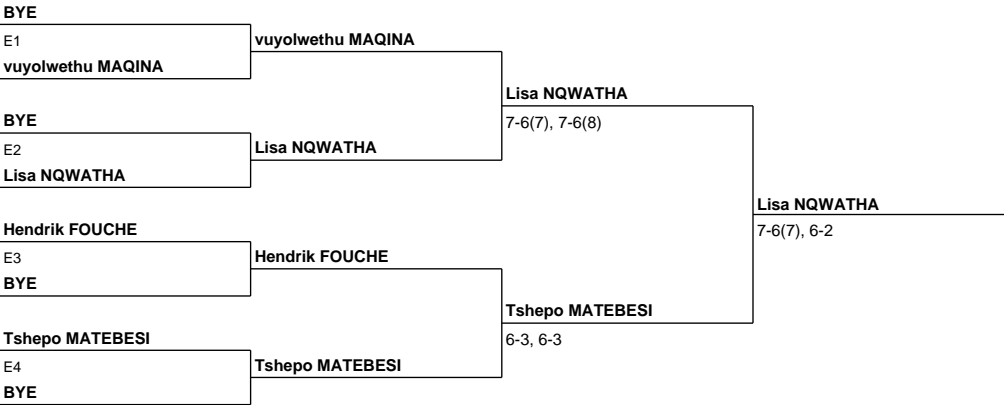 BYE
E1
vuyolwethu MAQINA
vuyolwethu MAQINA
BYE
E2
Lisa NQWATHA
Lisa NQWATHA
Lisa NQWATHA
7-6(7), 7-6(8)
Hendrik FOUCHE
E3
BYE
Hendrik FOUCHE
Tshepo MATEBESI
E4
BYE
Tshepo MATEBESI
Tshepo MATEBESI
6-3, 6-3
Lisa NQWATHA
7-6(7), 6-2